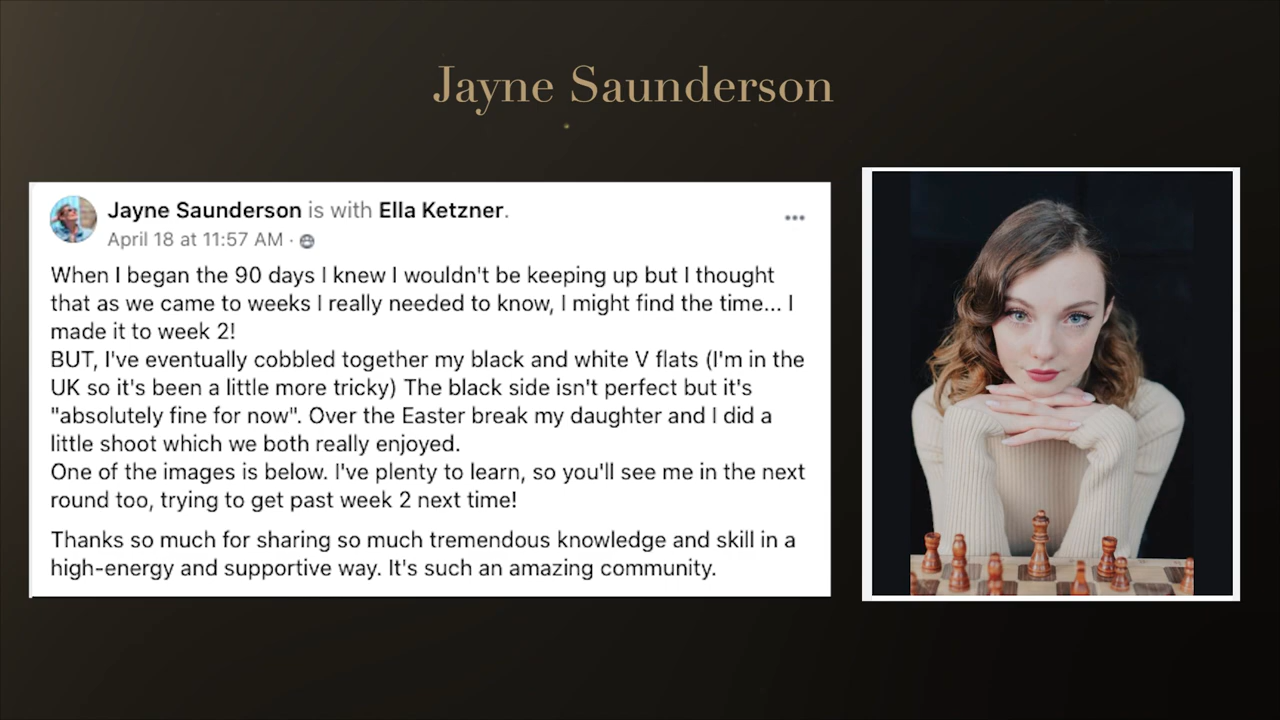 Jayne Saunderson
Jayne Saunderson is with Ella Ketzner.
April 18 at 11:57 AM ·
When I began the 90 days I knew I wouldn't be keeping up but I thought
that as we came to weeks I really needed to know, I might find the time... I
made it to week 2!
BUT, I've eventually cobbled together my black and white V flats (I'm in the
UK so it's been a little more tricky) The black side isn't perfect but it's
"absolutely fine for now". Over the Easter break my daughter and I did a
little shoot which we both really enjoyed.
One of the images is below. I've plenty to learn, so you'll see me in the next
round too, trying to get past week 2 next time!
Thanks so much for sharing so much tremendous knowledge and skill in a
high-energy and supportive way. It's such an amazing community.